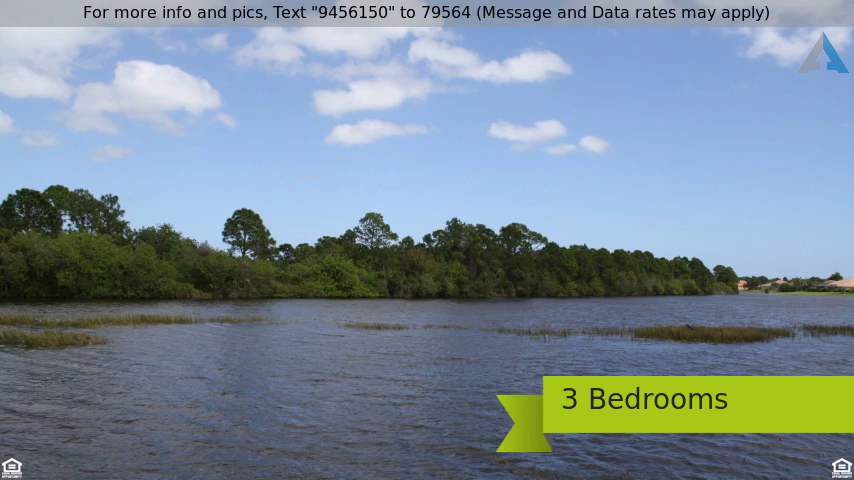 For more info and pics, Text "9456150" to 79564 (Message and Data rates may apply)
3 Bedrooms